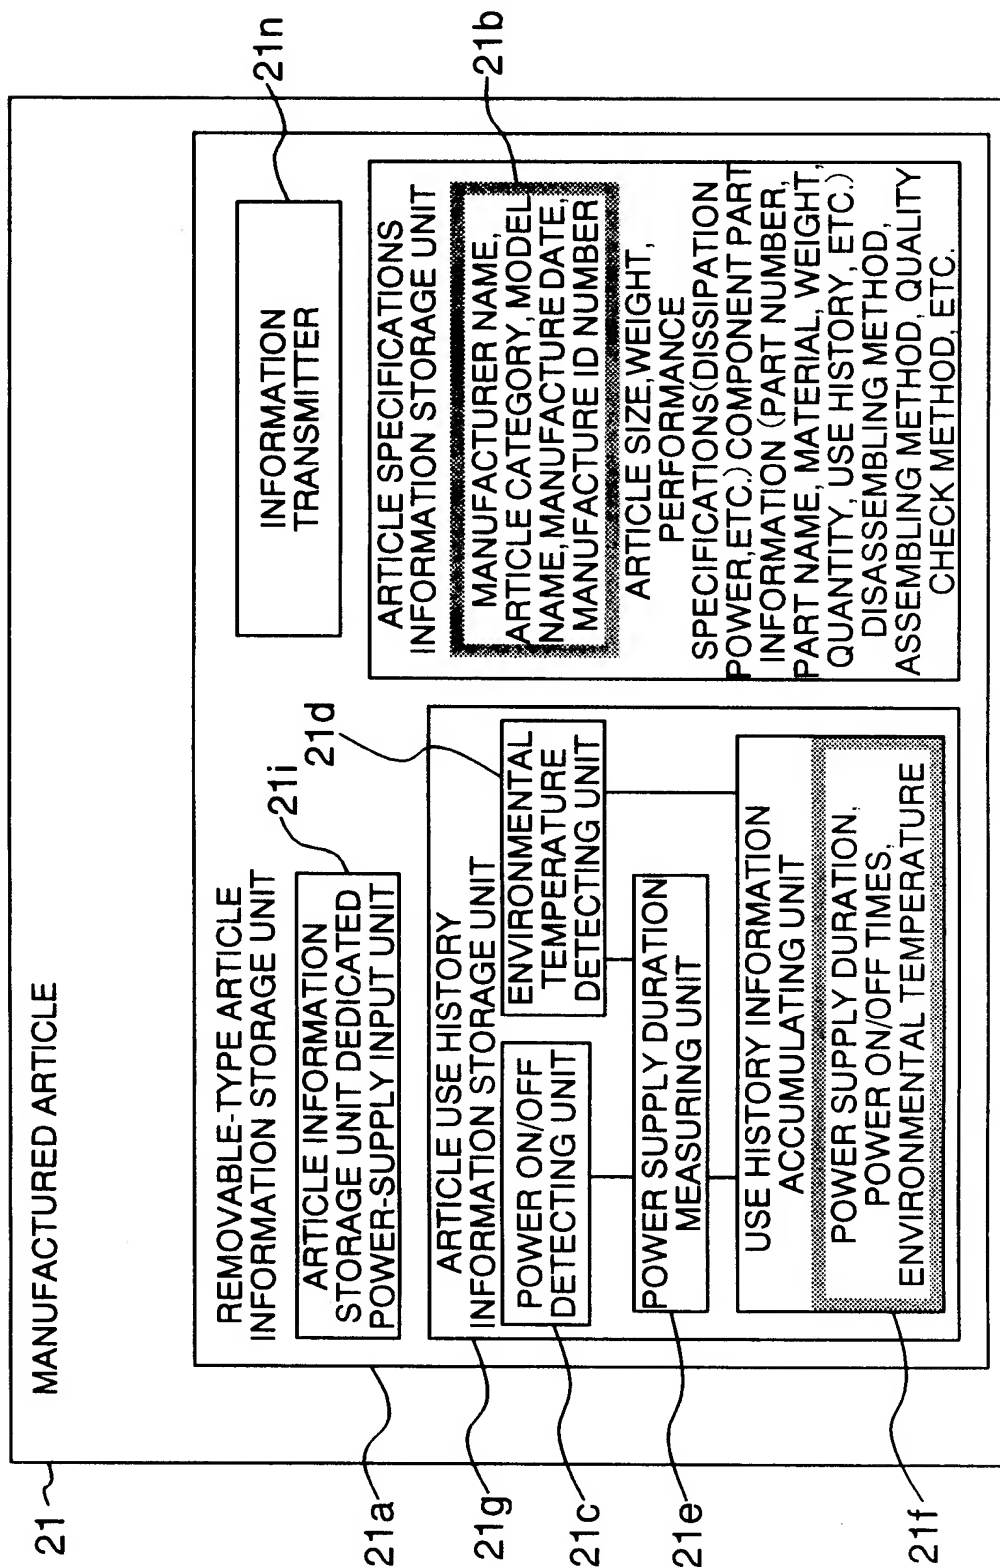 21
MANUFACTURED ARTICLE
21a
REMOVABLE-TYPE ARTICLE
INFORMATION STORAGE UNIT
21i
ARTICLE INFORMATION
STORAGE UNIT DEDICATED
POWER-SUPPLY INPUT UNIT
21n
INFORMATION
TRANSMITTER
21g
ARTICLE USE HISTORY
INFORMATION STORAGE UNIT
21c
POWER ON/OFF
DETECTING UNIT
21d
ENVIRONMENTAL
TEMPERATURE
DETECTING UNIT
21e
POWER SUPPLY DURATION
MEASURING UNIT
21f
USE HISTORY INFORMATION
ACCUMULATING UNIT
POWER SUPPLY DURATION,
POWER ON/OFF TIMES,
ENVIRONMENTAL TEMPERATURE
21b
ARTICLE SPECIFICATIONS
INFORMATION STORAGE UNIT
MANUFACTURER NAME,
ARTICLE CATEGORY, MODEL
NAME, MANUFACTURE DATE,
MANUFACTURE ID NUMBER
ARTICLE SIZE, WEIGHT,
PERFORMANCE
SPECIFICATIONS(DISSIPATION
POWER, ETC.) COMPONENT PART
INFORMATION (PART NUMBER,
PART NAME, MATERIAL, WEIGHT,
QUANTITY, USE HISTORY, ETC.)
DISASSEMBLING METHOD,
ASSEMBLING METHOD, QUALITY
CHECK METHOD, ETC.